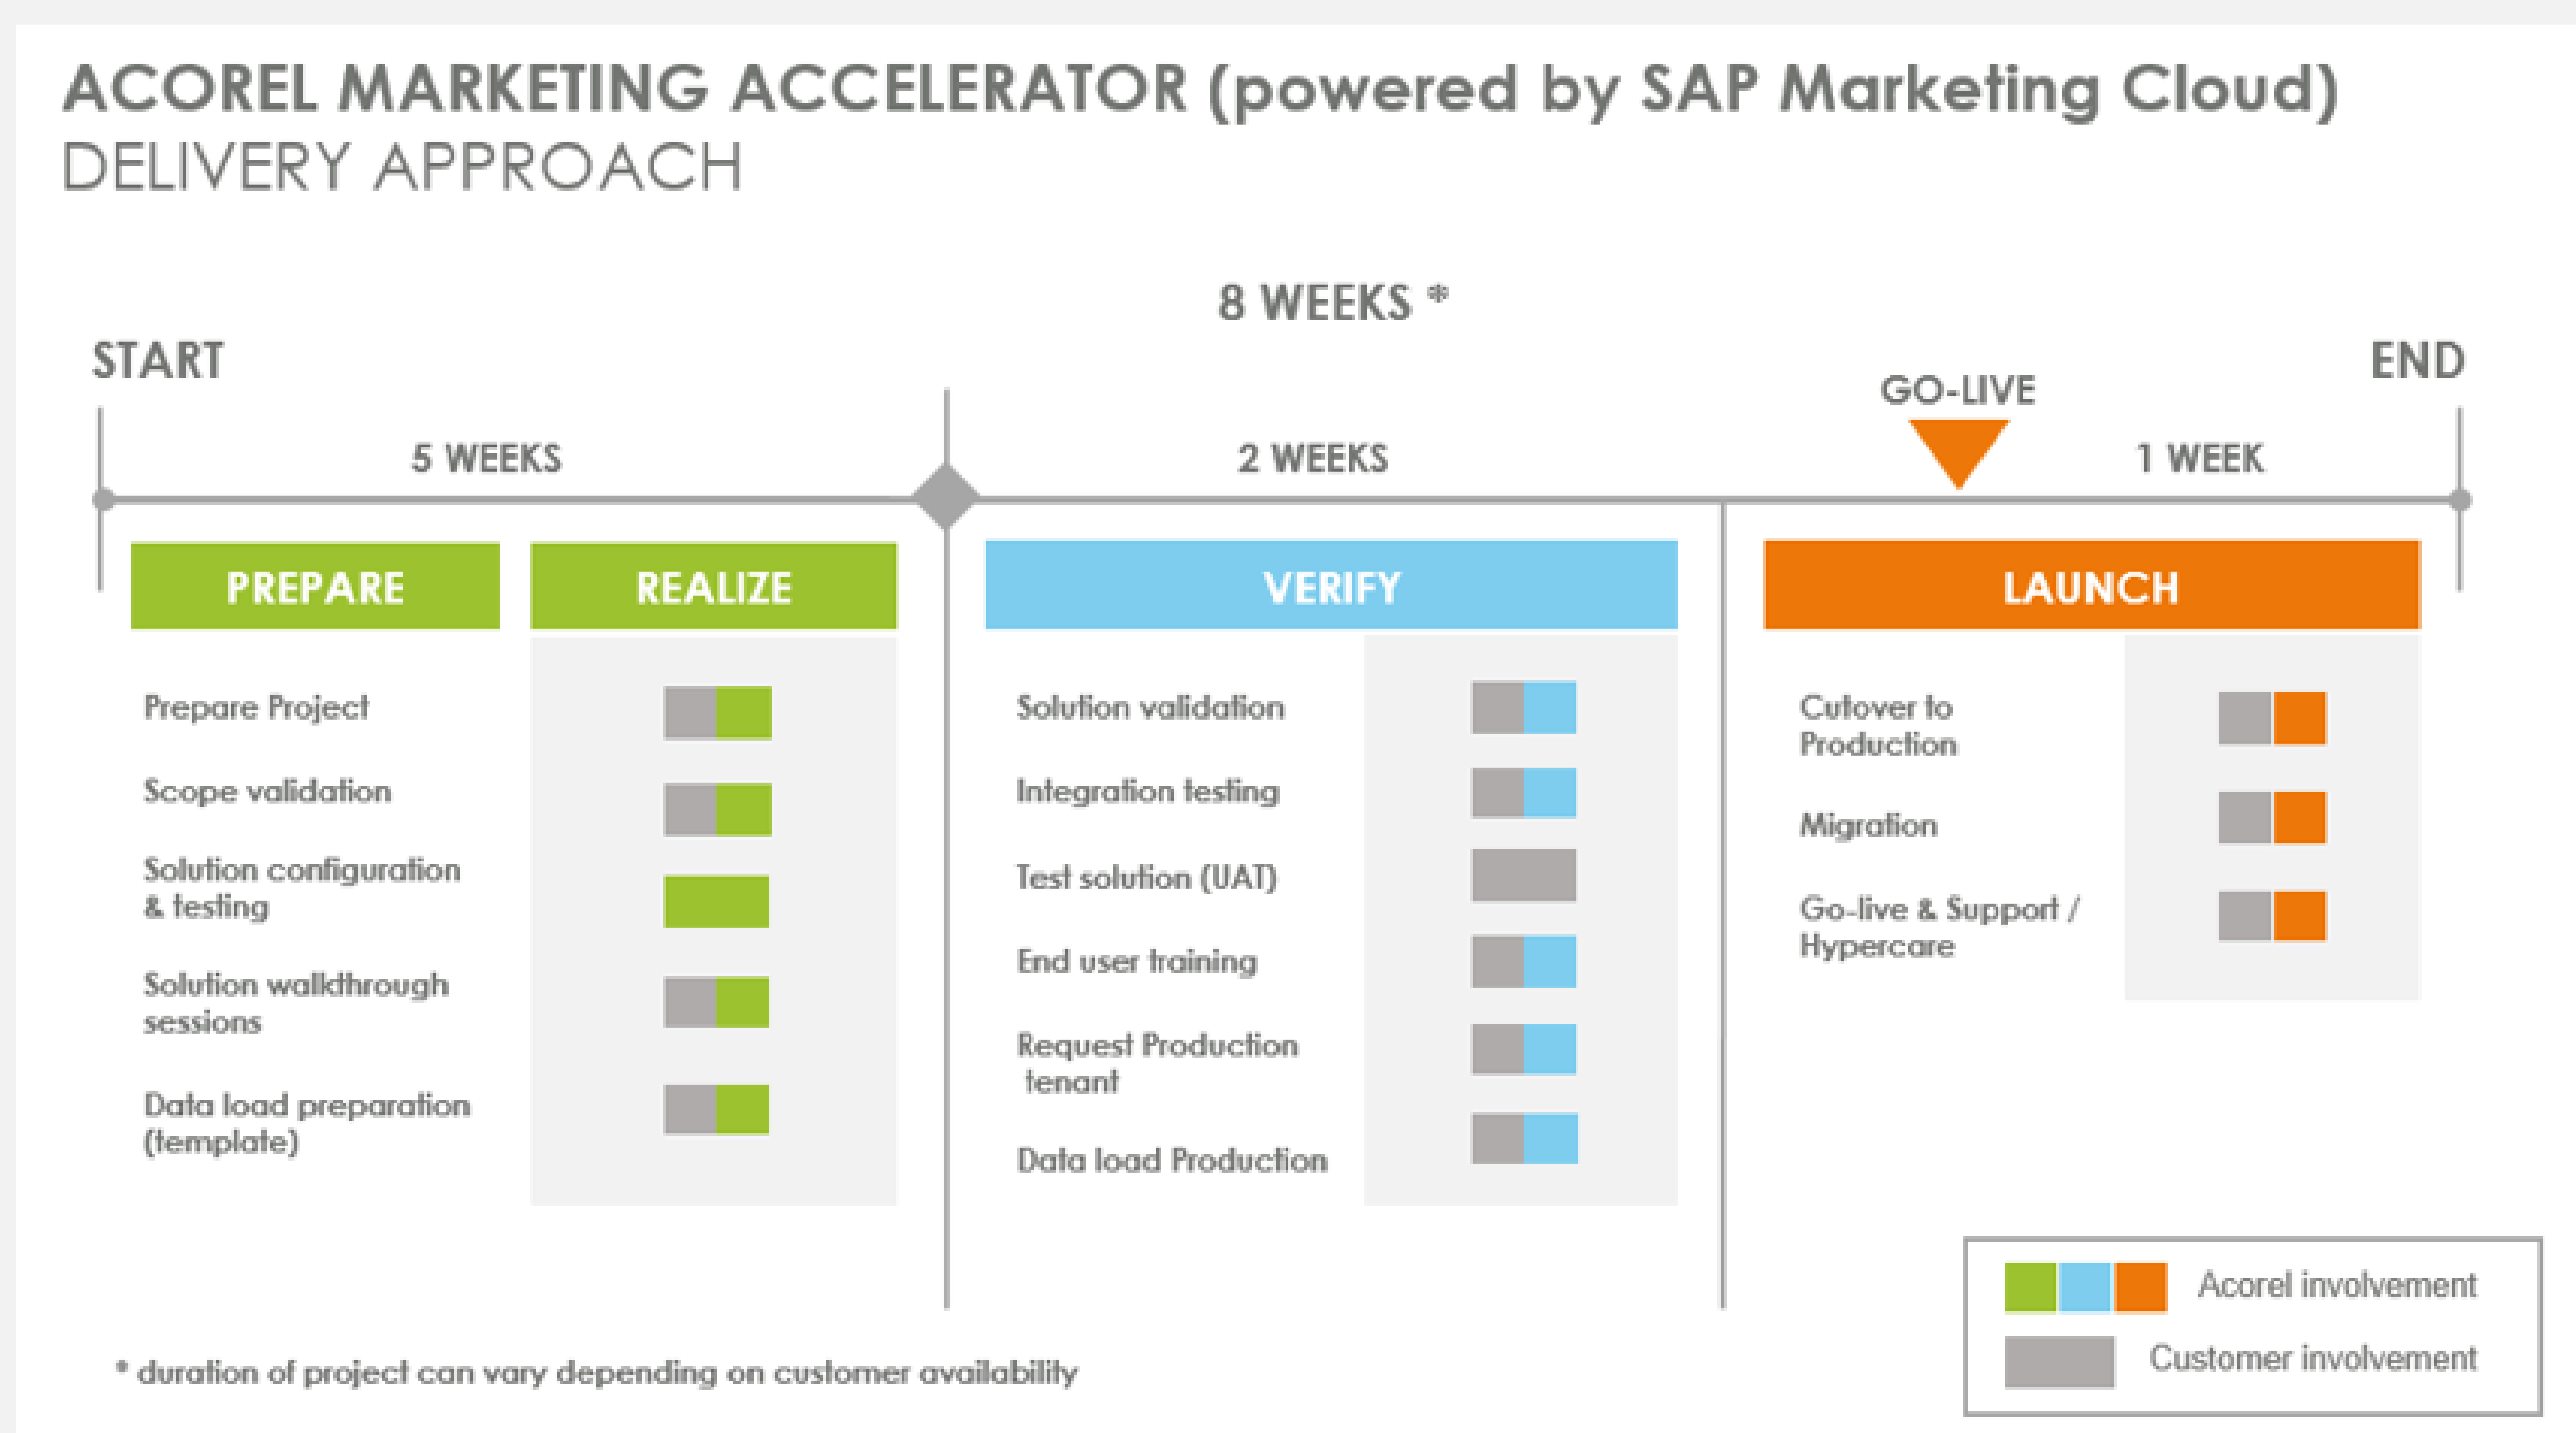 ACOREL MARKETING ACCELERATOR (powered by SAP Marketing Cloud)
DELIVERY APPROACH
8 WEEKS *
START
END
GO-LIVE
5 WEEKS
2 WEEKS
1 WEEK
PREPARE
REALIZE
VERIFY
LAUNCH
Prepare Project
Scope validation
Solution configuration
& testing
Solution walkthrough
sessions
Data load preparation
(template)
Solution validation
Integration testing
Test solution (UAT)
End user training
Request Production
tenant
Data load Production
Cutover to
Production
Migration
Go-live & Support /
Hypercare
Acorel involvement
Customer involvement
* duration of project can vary depending on customer availability